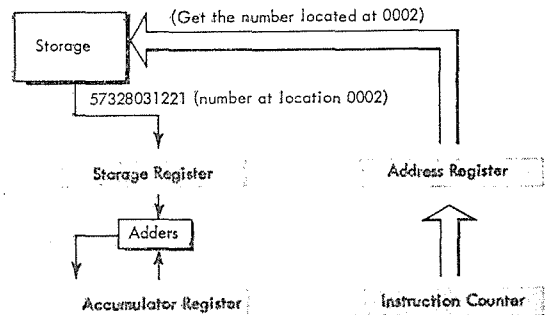 (Get the number located at 0002)
Storage
57328031221 (number at location 0002)
Storage Register
Address Register
Adders
Accumulator Register
Instruction Counter